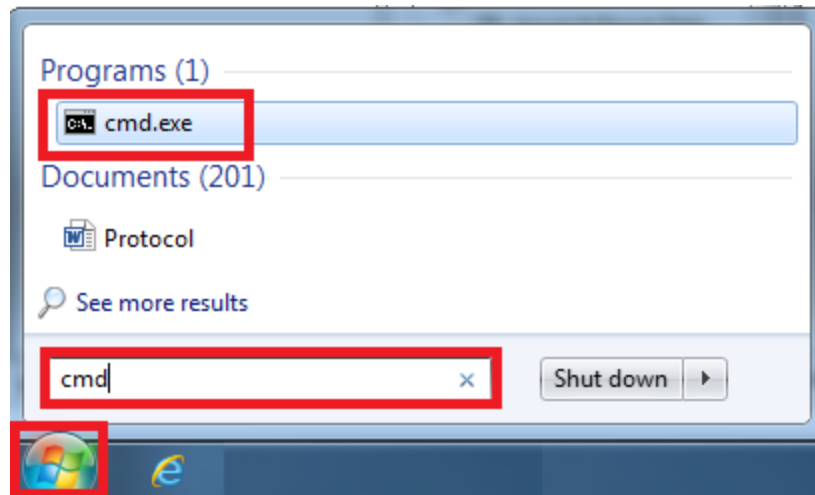 Programs (1)
cmd.exe
Documents (201)
Protocol
See more results
cmd
Shut down